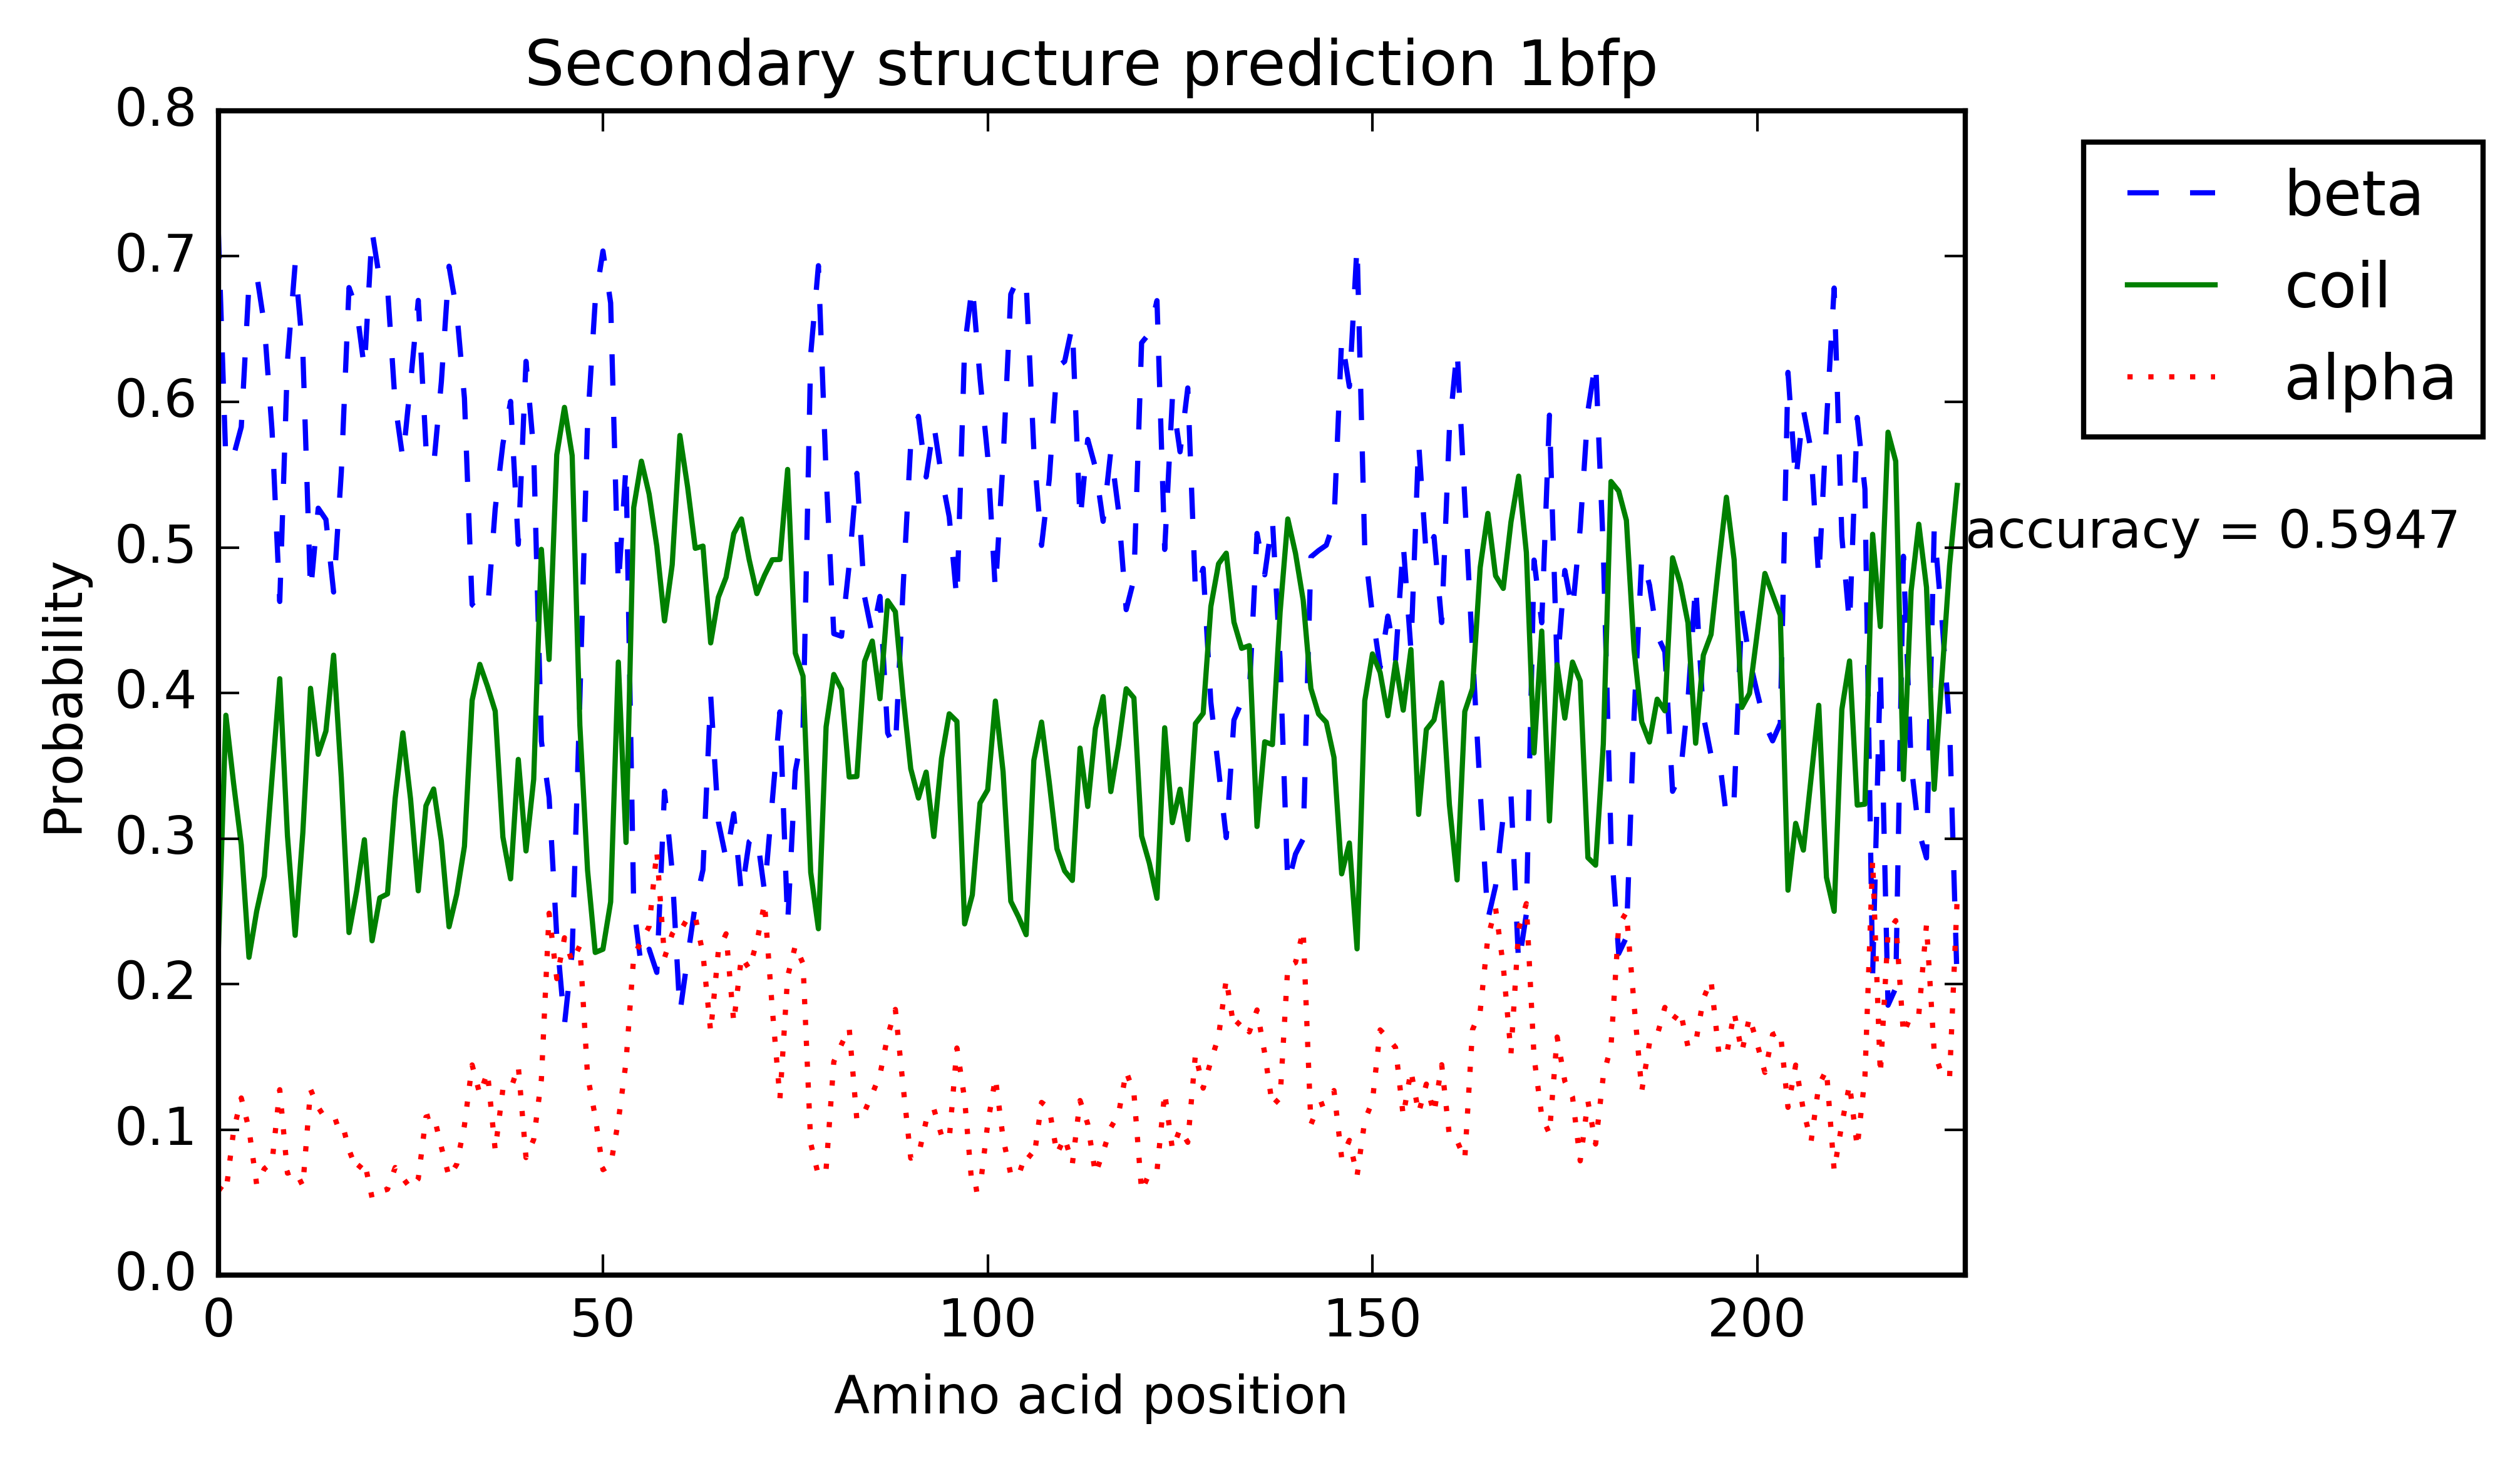 Secondary structure prediction 1bfp
0.8
0.7
0.6
0.5
0.4
0.3
0.2
0.1
0.0
Probability
0
50
100
150
200
Amino acid position
beta
coil
alpha
accuracy = 0.5947